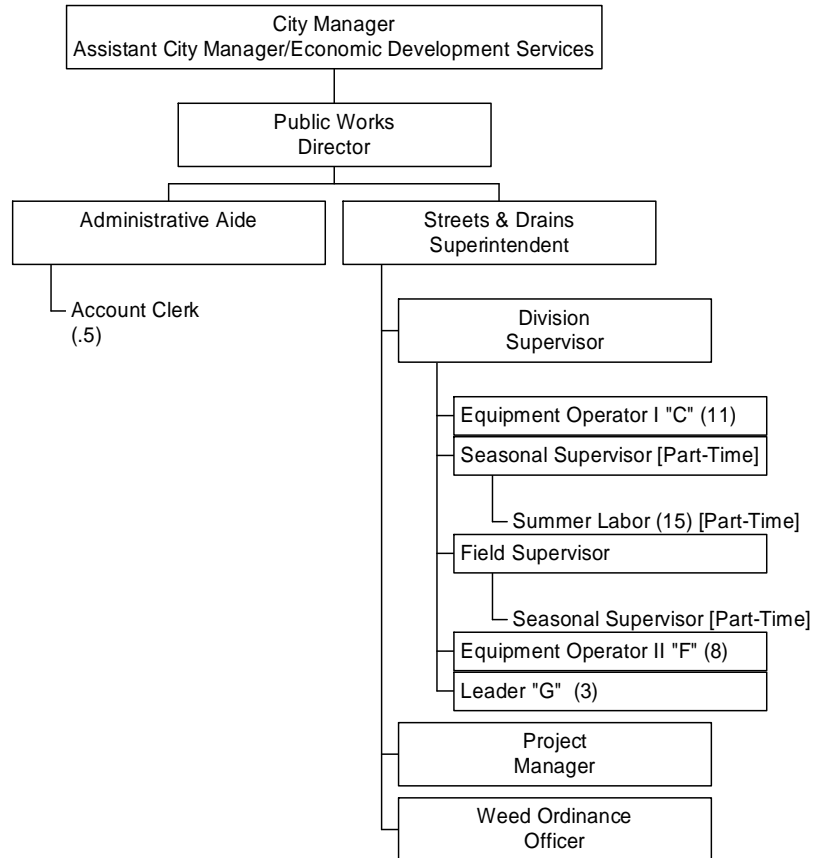 City Manager
Assistant City Manager/Economic Development Services
Public Works
Director
Administrative Aide
Streets & Drains
Superintendent
Account Clerk
(.5)
Division
Supervisor
Equipment Operator I "C" (11)
Seasonal Supervisor [Part-Time]
Summer Labor (15) [Part-Time]
Field Supervisor
Seasonal Supervisor [Part-Time]
Equipment Operator II "F" (8)
Leader "G" (3)
Project
Manager
Weed Ordinance
Officer